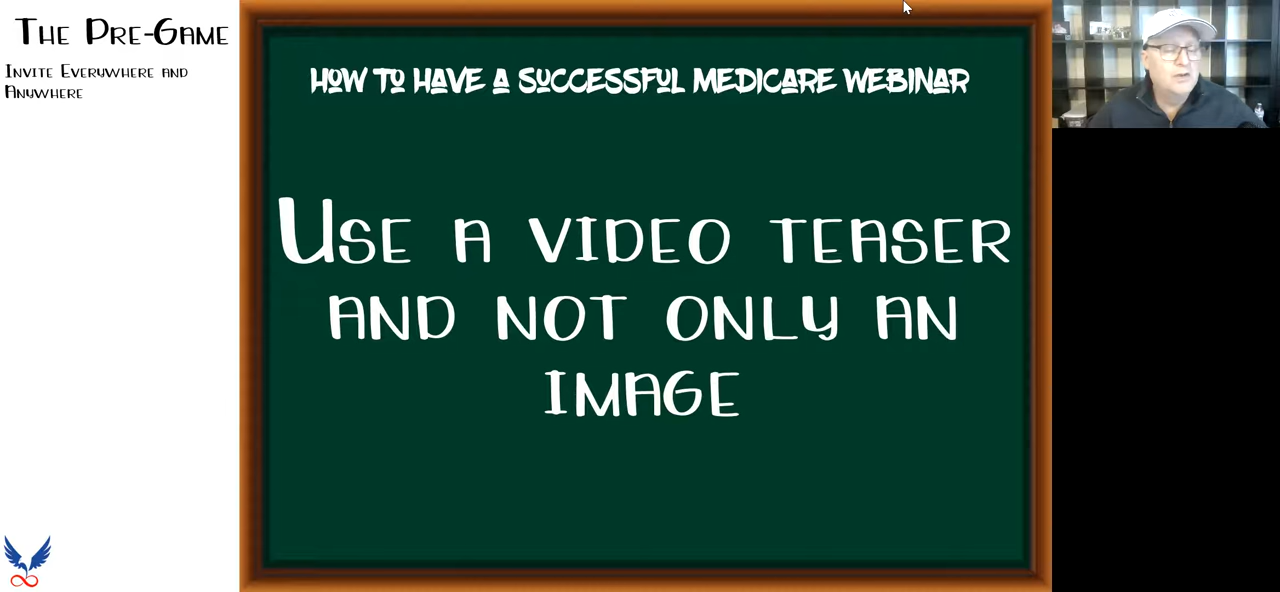 The Pre-Game
Invite Everywhere and
Anywhere
HOW TO HAVE A SUCCESSFUL MEDICARE WEBINAR
Use a video teaser
and not only an
image